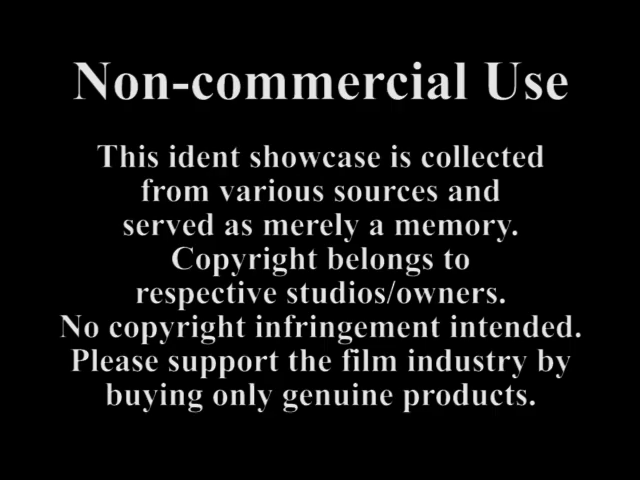 Non-commercial Use
This ident showcase is collected
from various sources and
served as merely a memory.
Copyright belongs to
respective studios/owners.
No copyright infringement intended.
Please support the film industry by
buying only genuine products.